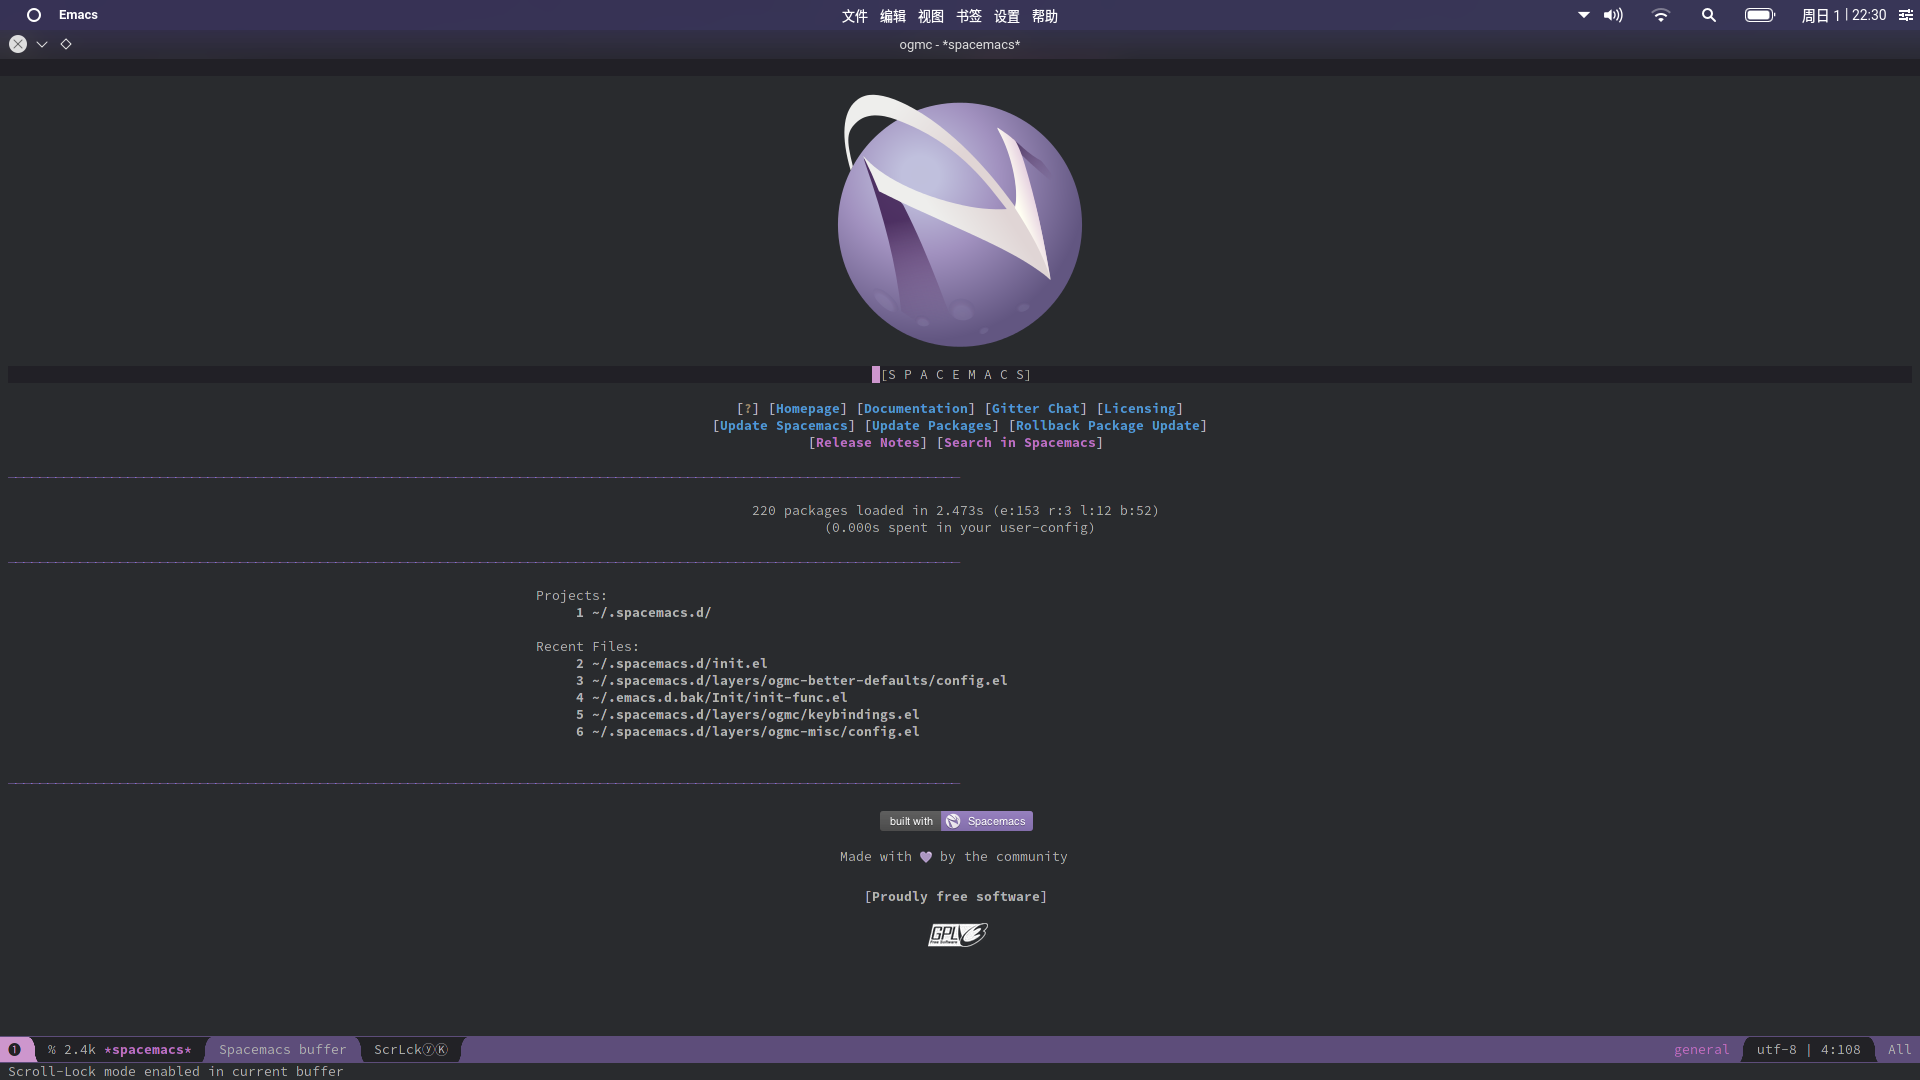 Emacs 文件 编辑 视图 书签 设置 帮助 周日 1 | 22:30
ogmc - *spacemacs*
[S P A C E M A C S]
[?] [Homepage] [Documentation] [Gitter Chat] [Licensing]
[Update Spacemacs] [Update Packages] [Rollback Package Update]
[Release Notes] [Search in Spacemacs]
220 packages loaded in 2.473s (e:153 r:3 l:12 b:52)
(0.000s spent in your user-config)
Projects:
1 ~/.spacemacs.d/
Recent Files:
2 ~/.spacemacs.d/init.el
3 ~/.spacemacs.d/layers/ogmc-better-defaults/config.el
4 ~/.emacs.d.bak/Init/init-func.el
5 ~/.spacemacs.d/layers/ogmc/keybindings.el
6 ~/.spacemacs.d/layers/ogmc-misc/config.el
built with Spacemacs
Made with ♥ by the community
[Proudly free software]
GPLv3
Free Software
❶ % 2.4k *spacemacs* Spacemacs buffer ScrLckⓨⓀ general utf-8 | 4:108 All
Scroll-Lock mode enabled in current buffer